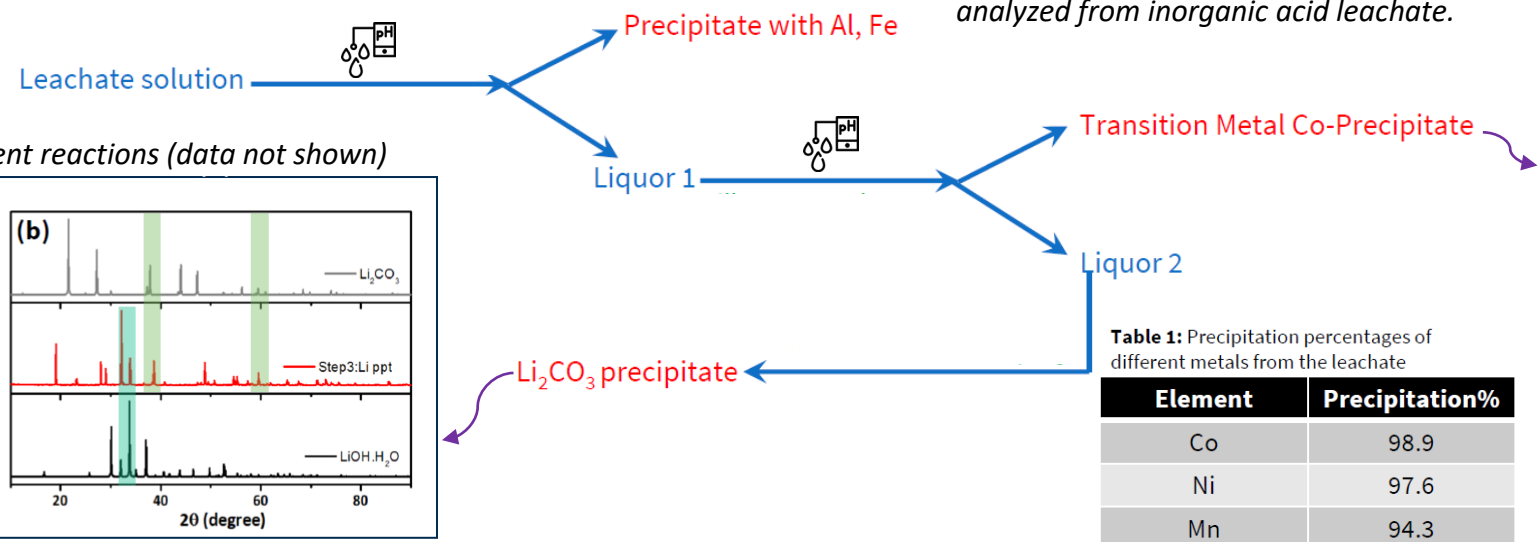 analyzed from inorganic acid leachate.
pH
Precipitate with Al, Fe
Leachate solution
pH
Transition Metal Co-Precipitate
ent reactions (data not shown)
Liquor 1
(b)
Li₂CO₃
Step3:Li ppt
LiOH.H₂O
20 40 60 80
2θ (degree)
Liquor 2
Li₂CO₃ precipitate
Table 1: Precipitation percentages of
different metals from the leachate
Element Precipitation%
Co 98.9
Ni 97.6
Mn 94.3